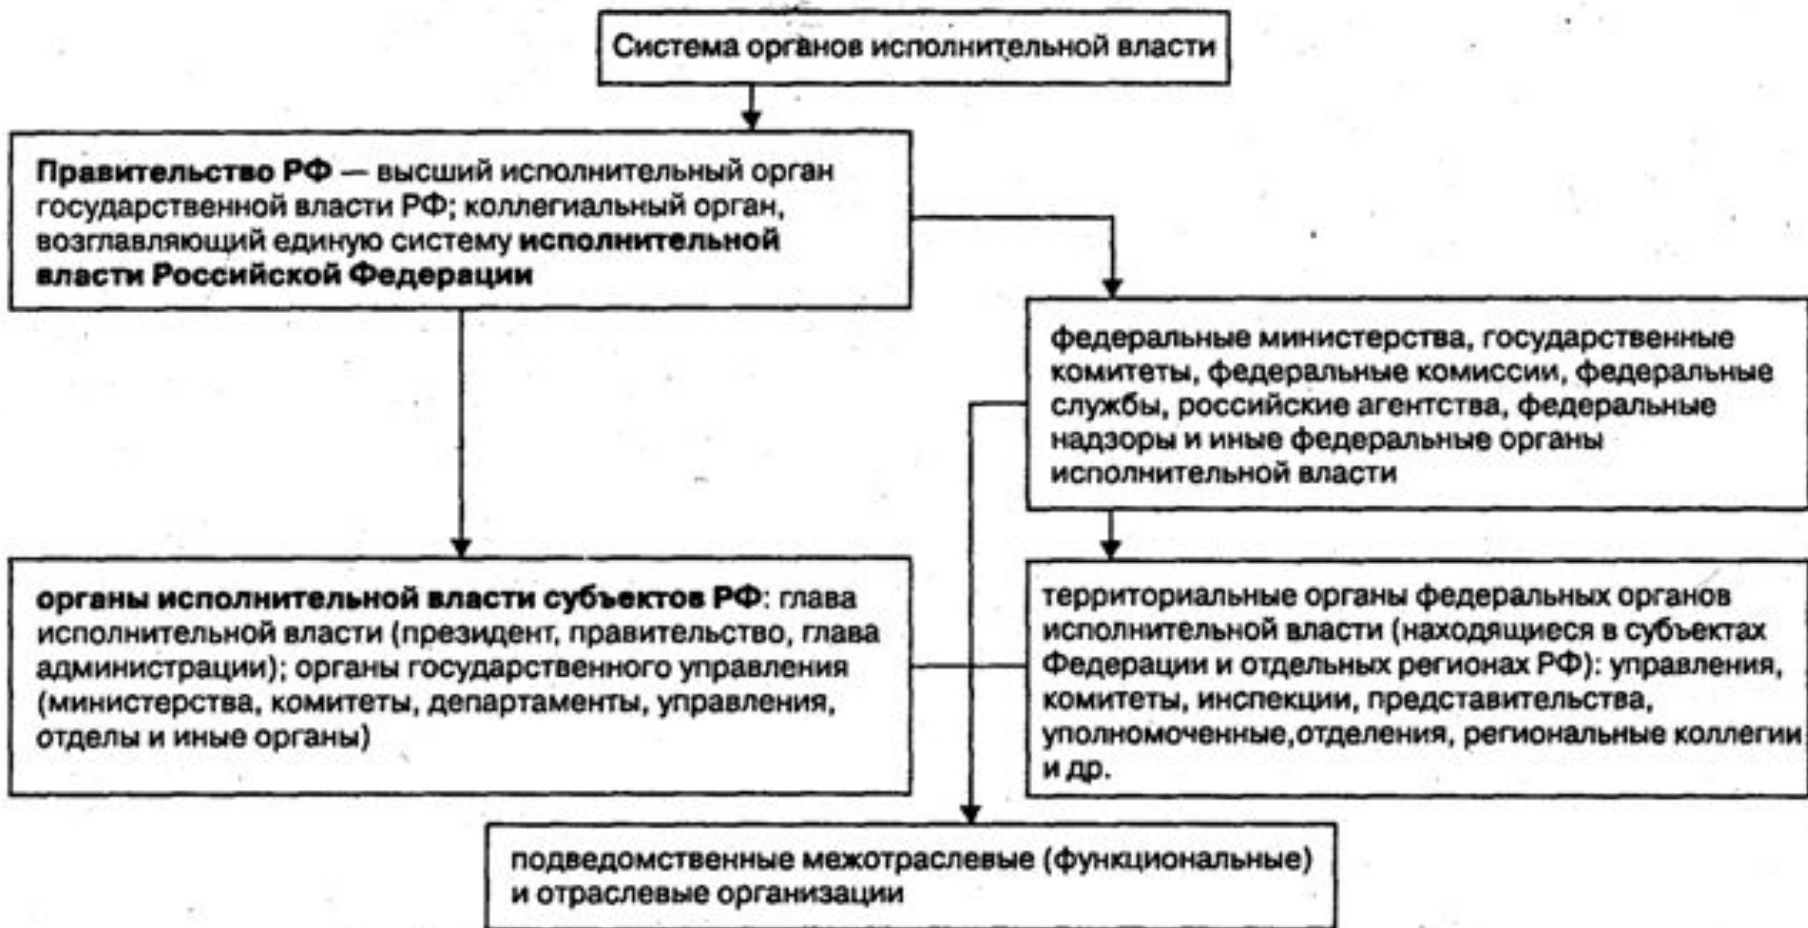 Система органов исполнительной власти
Правительство РФ — высший исполнительный орган
государственной власти РФ; коллегиальный орган,
возглавляющий единую систему исполнительной
власти Российской Федерации
федеральные министерства, государственные
комитеты, федеральные комиссии, федеральные
службы, российские агентства, федеральные
надзоры и иные федеральные органы
исполнительной власти
органы исполнительной власти субъектов РФ: глава
исполнительной власти (президент, правительство, глава
администрации); органы государственного управления
(министерства, комитеты, департаменты, управления,
отделы и иные органы)
территориальные органы федеральных органов
исполнительной власти (находящиеся в субъектах
Федерации и отдельных регионах РФ): управления,
комитеты, инспекции, представительства,
уполномоченные,отделения, региональные коллегии
и др.
подведомственные межотраслевые (функциональные)
и отраслевые организации